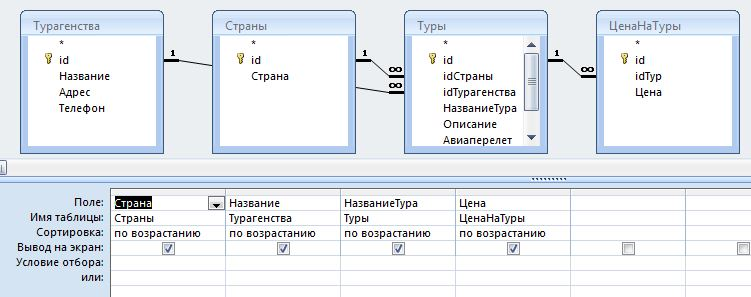 Турагенства
*
id
Название
Адрес
Телефон
1
Страны
*
id
Страна
1
∞
∞
Туры
*
id
idСтраны
idТурагенства
НазваниеТура
Описание
Авиаперелет
1
∞
ЦенаНаТуры
*
id
idТур
Цена
Поле: Страна Название НазваниеТура Цена
Имя таблицы: Страны Турагенства Туры ЦенаНаТуры
Сортировка: по возрастанию по возрастанию по возрастанию по возрастанию
Вывод на экран:
Условие отбора:
или: